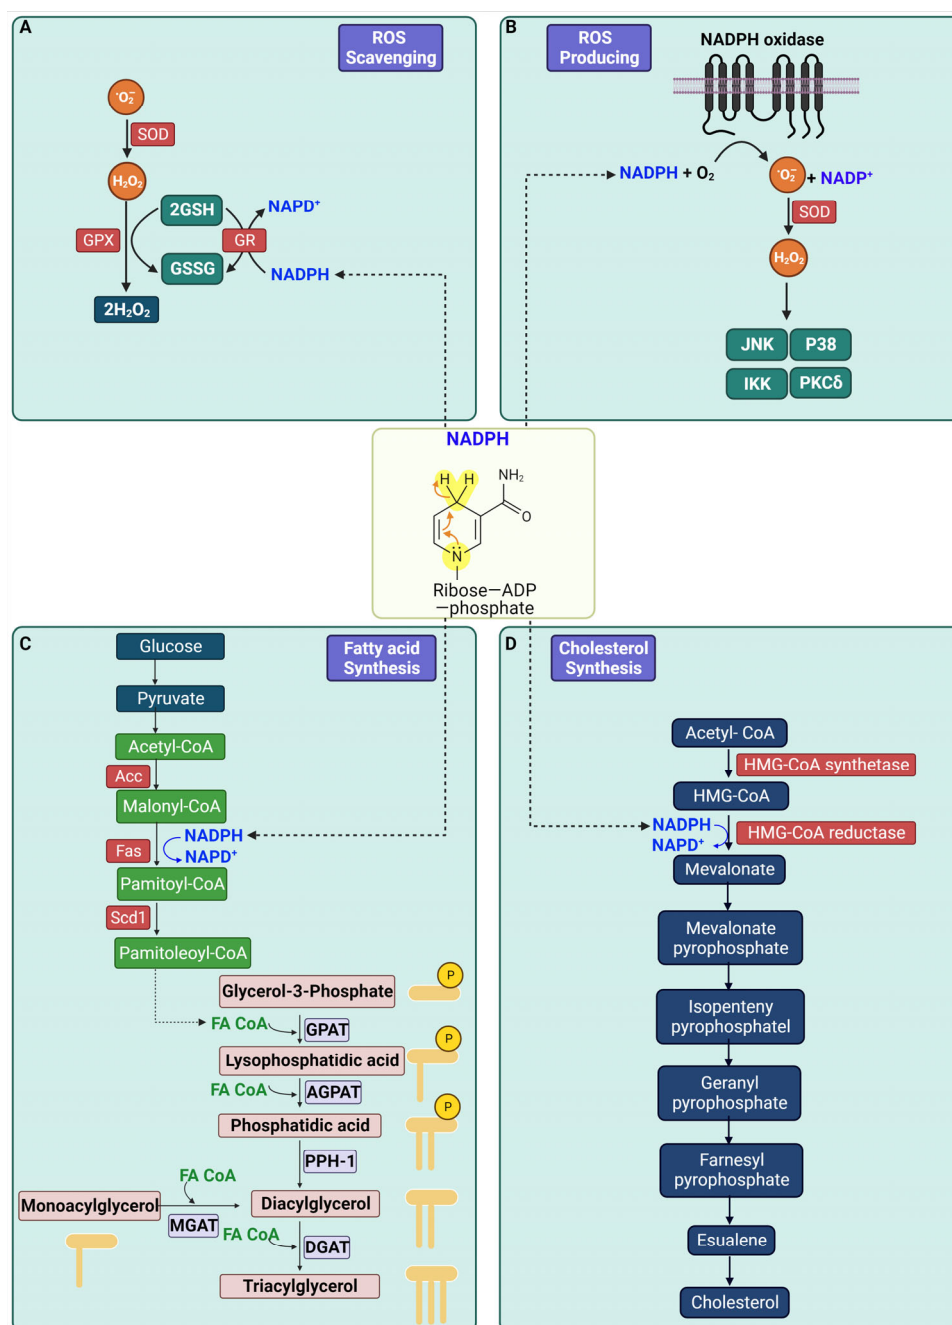 A
ROS
Scavenging
·O₂⁻
SOD
H₂O₂
2GSH
NAPD⁺
GPX
GR
GSSG
NADPH
2H₂O₂
B
ROS
Producing
NADPH oxidase
NADPH + O₂
·O₂⁻
+ NADP⁺
SOD
H₂O₂
JNK
P38
IKK
PKCδ
NADPH
H H
NH₂
O
N
Ribose–ADP
–phosphate
C
Fatty acid
Synthesis
Glucose
Pyruvate
Acetyl-CoA
Acc
Malonyl-CoA
NADPH
Fas
NAPD⁺
Pamitoyl-CoA
Scd1
Pamitoleoyl-CoA
Glycerol-3-Phosphate
P
FA CoA
GPAT
Lysophosphatidic acid
P
FA CoA
AGPAT
Phosphatidic acid
P
PPH-1
FA CoA
Monoacylglycerol
Diacylglycerol
MGAT
FA CoA
DGAT
Triacylglycerol
D
Cholesterol
Synthesis
Acetyl- CoA
HMG-CoA synthetase
HMG-CoA
NADPH
HMG-CoA reductase
NAPD⁺
Mevalonate
Mevalonate
pyrophosphate
Isopenteny
pyrophosphatel
Geranyl
pyrophosphate
Farnesyl
pyrophosphate
Esualene
Cholesterol